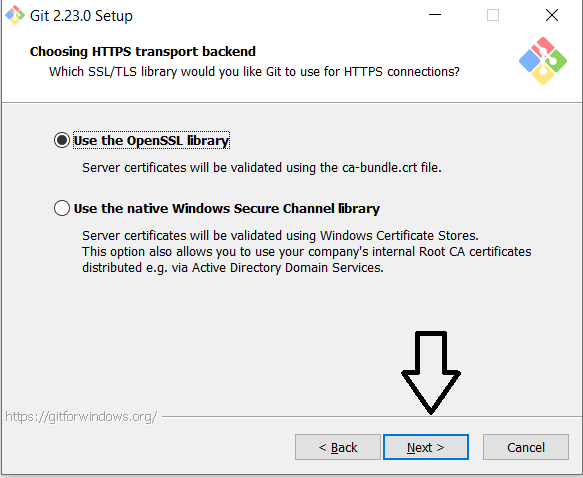 Git 2.23.0 Setup
Choosing HTTPS transport backend
Which SSL/TLS library would you like Git to use for HTTPS connections?
Use the OpenSSL library
Server certificates will be validated using the ca-bundle.crt file.
Use the native Windows Secure Channel library
Server certificates will be validated using Windows Certificate Stores.
This option also allows you to use your company's internal Root CA certificates
distributed e.g. via Active Directory Domain Services.
https://gitforwindows.org/
< Back
Next >
Cancel